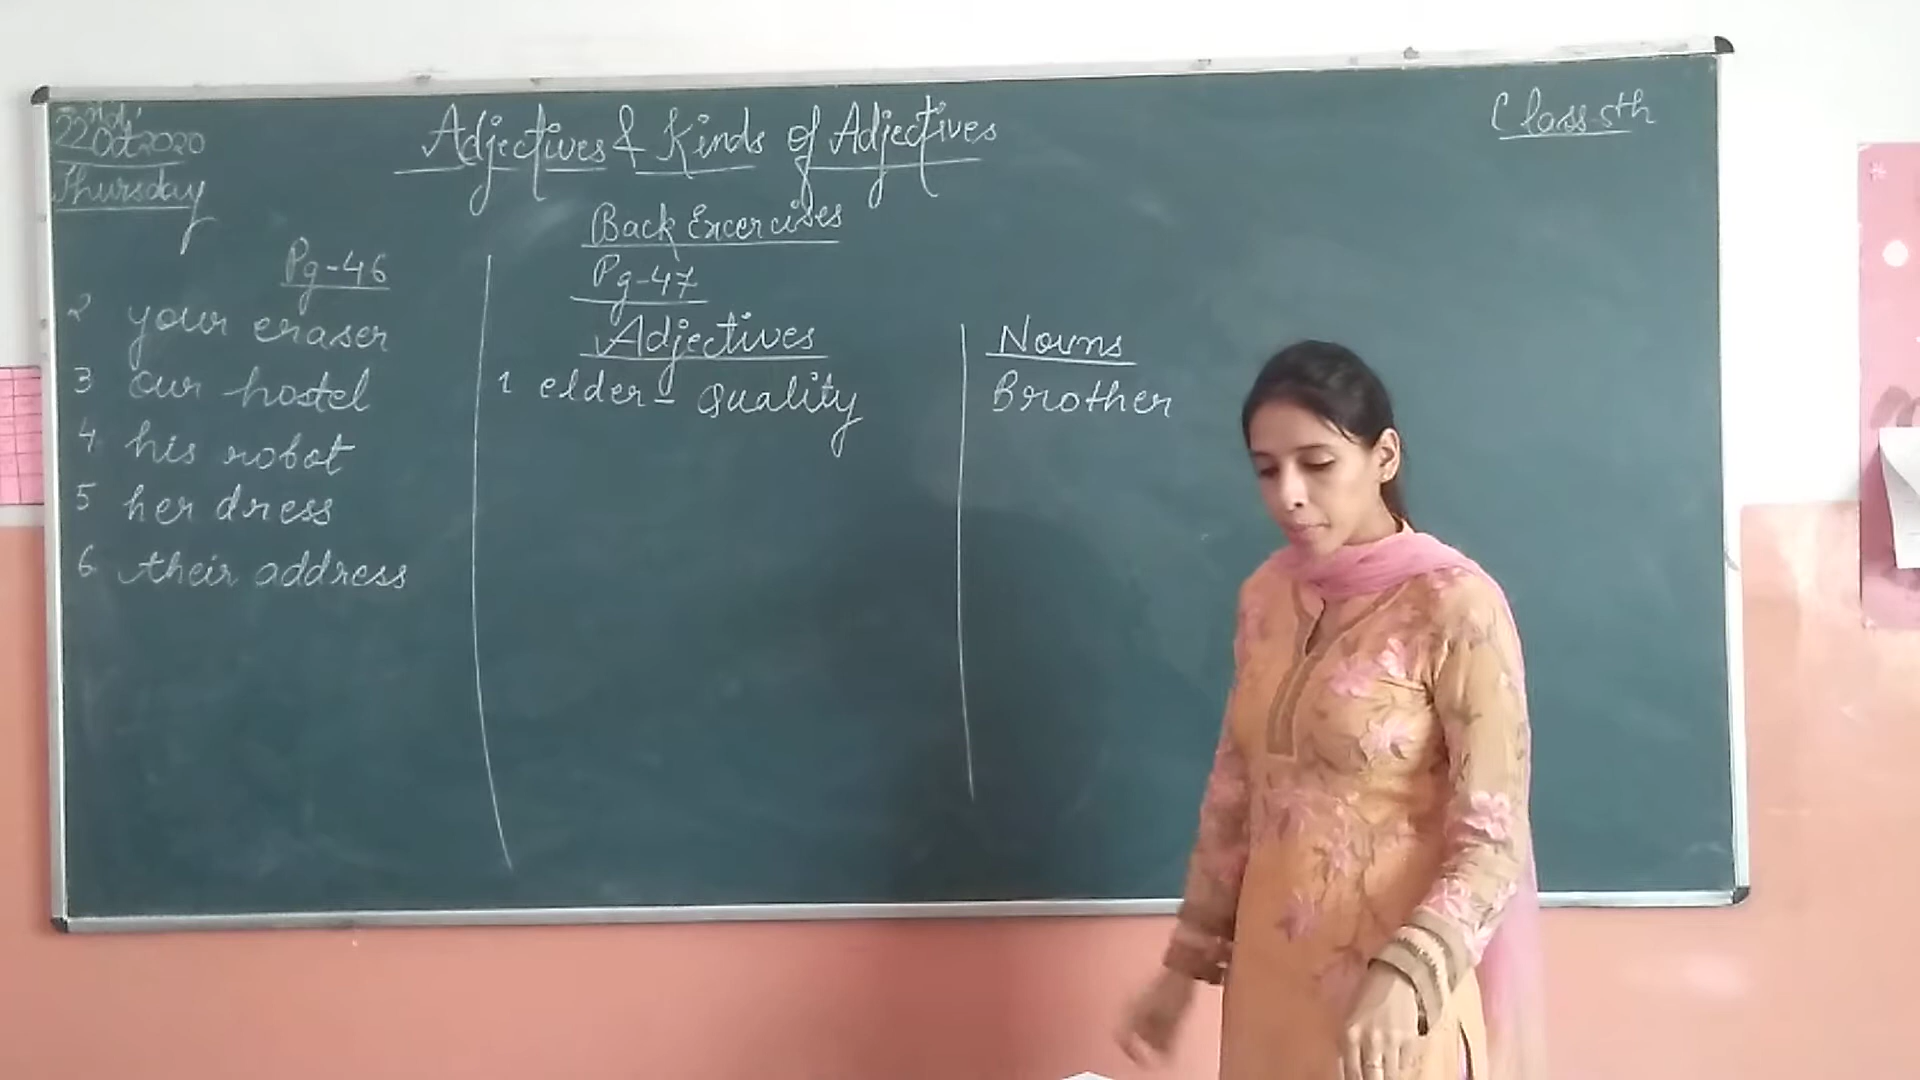 22nd Oct 2020
Thursday
Adjectives & Kinds of Adjectives
Class-5th
Back Excercises
Pg-46
2 your eraser
3 our hostel
4 his robot
5 her dress
6 their address
Pg-47
Adjectives
1 elder - Quality
Nouns
Brother